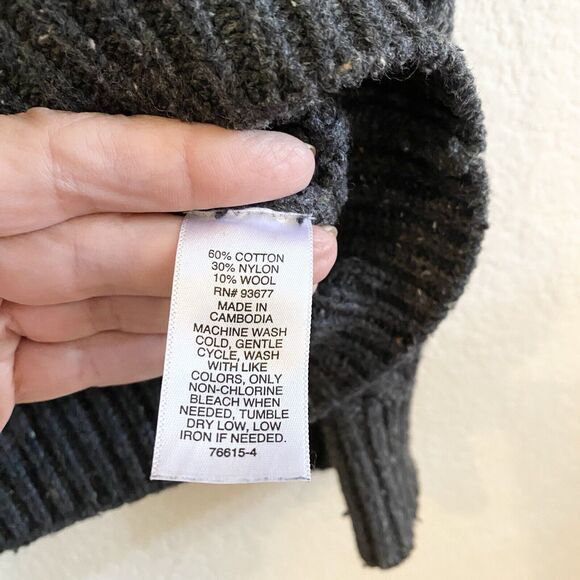 60% COTTON
30% NYLON
10% WOOL
RN# 93677
MADE IN
CAMBODIA
MACHINE WASH
COLD, GENTLE
CYCLE, WASH
WITH LIKE
COLORS, ONLY
NON-CHLORINE
BLEACH WHEN
NEEDED, TUMBLE
DRY LOW, LOW
IRON IF NEEDED.
76615-4